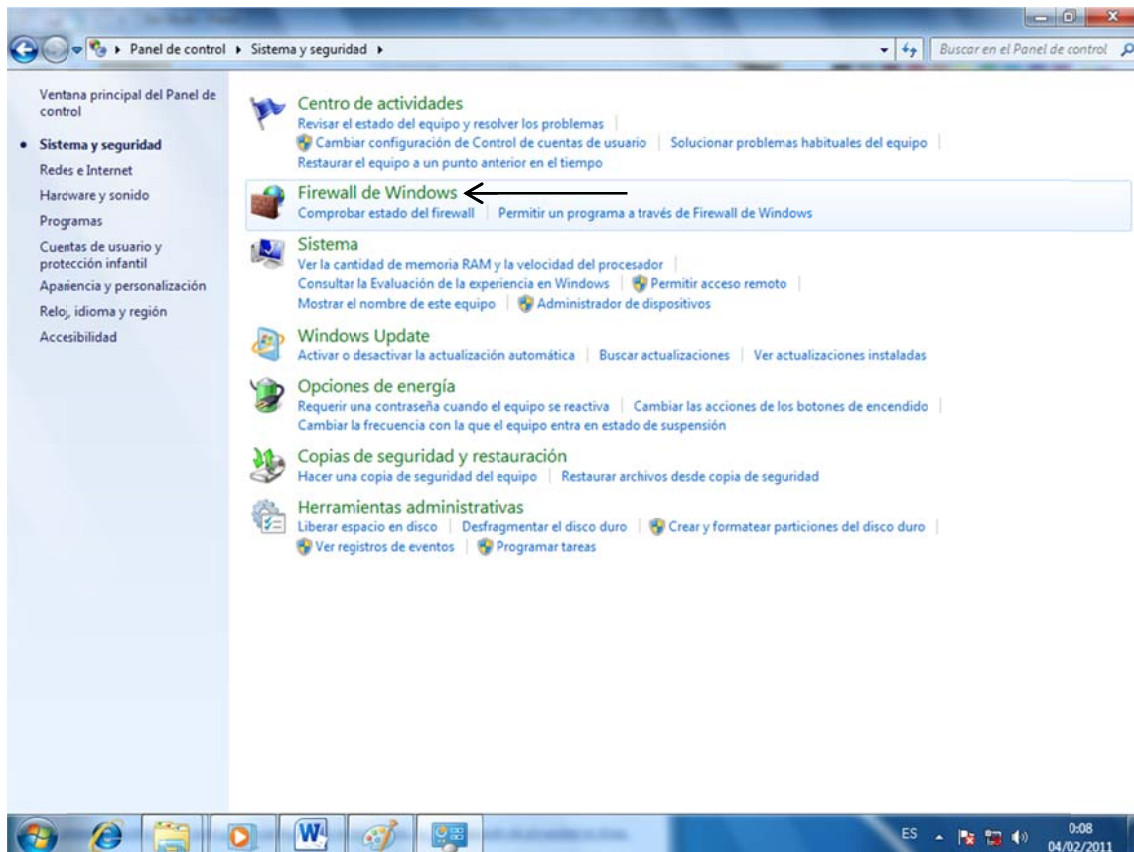 Panel de control
Sistema y seguridad
Buscar en el Panel de control
Ventana principal del Panel de
control
Sistema y seguridad
Redes e Internet
Hardware y sonido
Programas
Cuentas de usuario y
protección infantil
Apariencia y personalización
Reloj, idioma y región
Accesibilidad
Centro de actividades
Revisar el estado del equipo y resolver los problemas
Cambiar configuración de Control de cuentas de usuario Solucionar problemas habituales del equipo
Restaurar el equipo a un punto anterior en el tiempo
Firewall de Windows
Comprobar estado del firewall Permitir un programa a través de Firewall de Windows
Sistema
Ver la cantidad de memoria RAM y la velocidad del procesador
Consultar la Evaluación de la experiencia en Windows Permitir acceso remoto
Mostrar el nombre de este equipo Administrador de dispositivos
Windows Update
Activar o desactivar la actualización automática Buscar actualizaciones Ver actualizaciones instaladas
Opciones de energía
Requerir una contraseña cuando el equipo se reactiva Cambiar las acciones de los botones de encendido
Cambiar la frecuencia con la que el equipo entra en estado de suspensión
Copias de seguridad y restauración
Hacer una copia de seguridad del equipo Restaurar archivos desde copia de seguridad
Herramientas administrativas
Liberar espacio en disco Desfragmentar el disco duro Crear y formatear particiones del disco duro
Ver registros de eventos Programar tareas
ES
0:08
04/02/2011